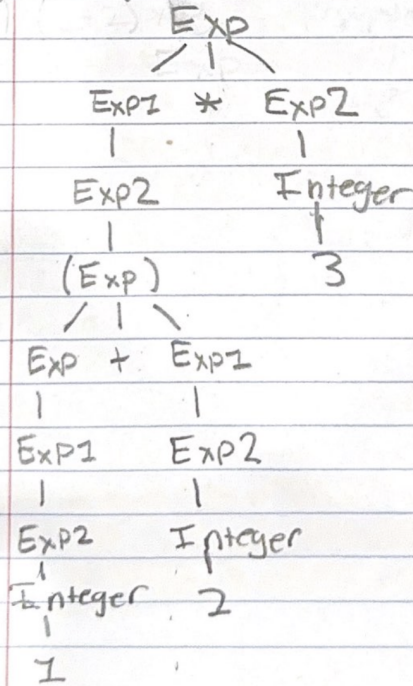 Exp
Exp1 * Exp2
Exp2 Integer
(Exp) 3
Exp + Exp1
Exp1 Exp2
Exp2 Integer
Integer 2
1